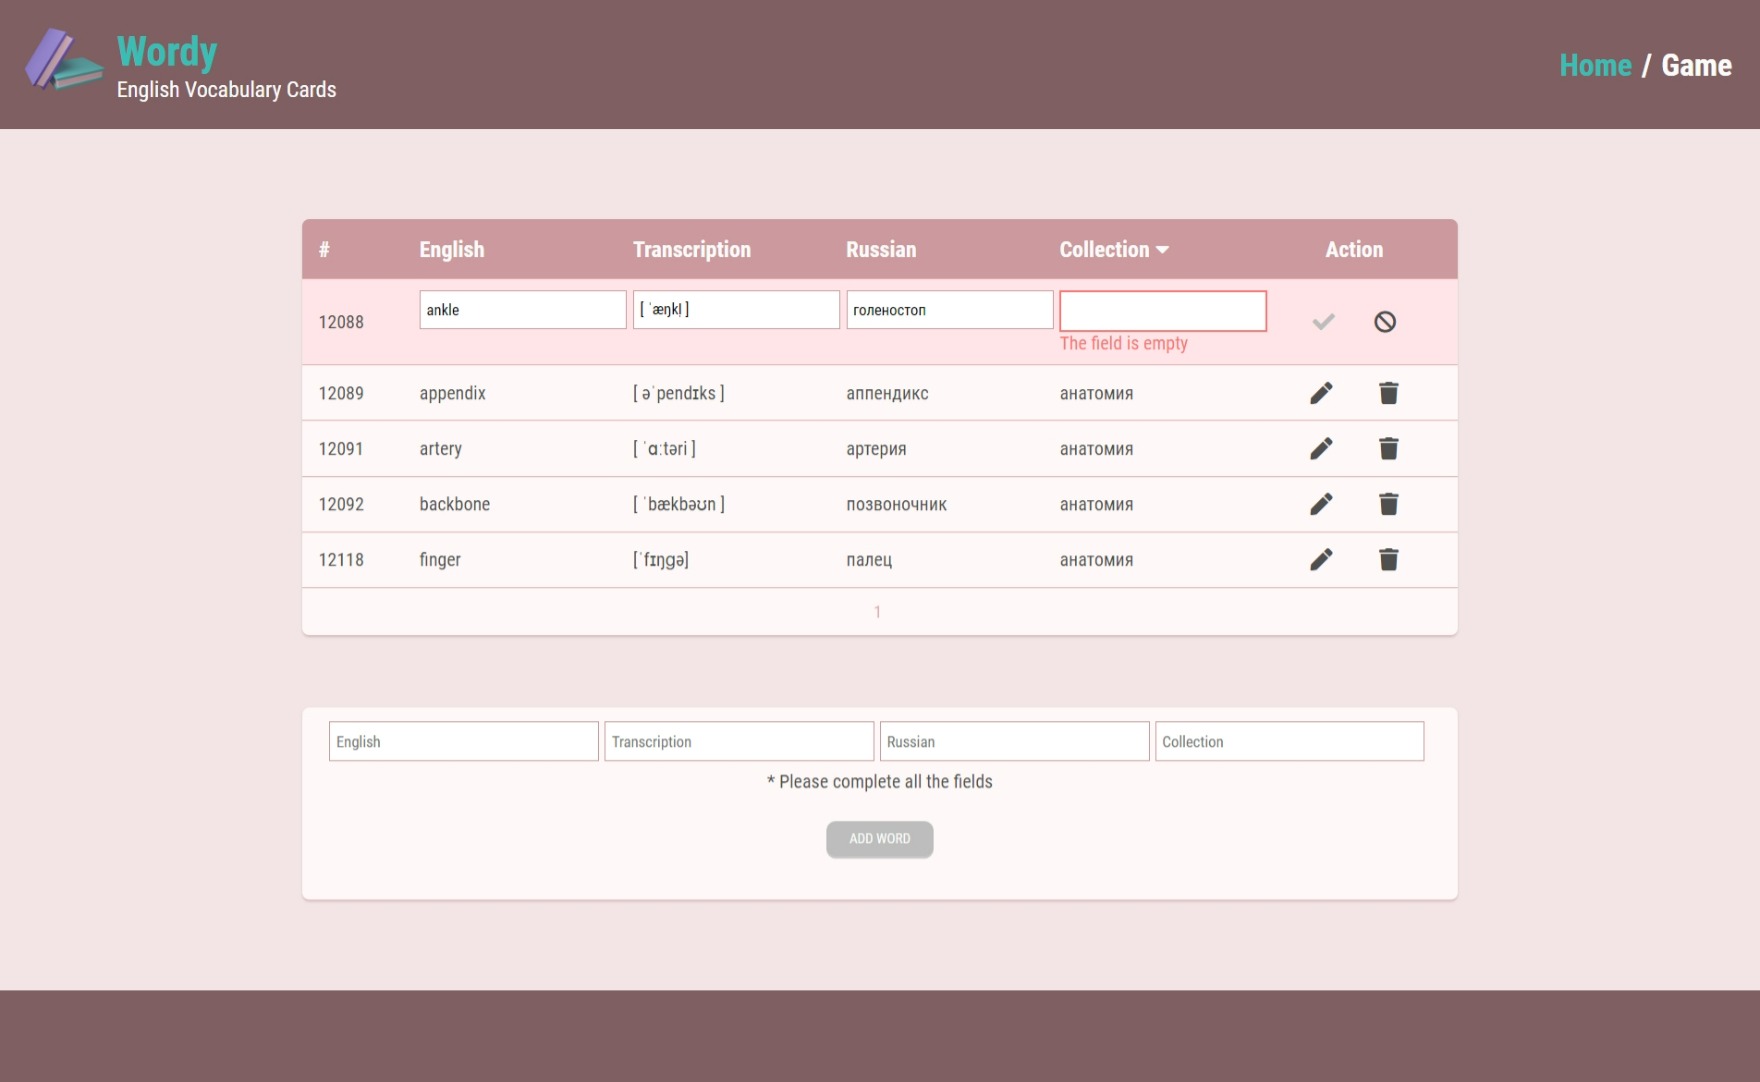 Wordy
English Vocabulary Cards
Home / Game
# English Transcription Russian Collection Action
12088 ankle [ ˈæŋkl̩ ] голеностоп
The field is empty
12089 appendix [ əˈpendɪks ] аппендикс анатомия
12091 artery [ ˈɑːtəri ] артерия анатомия
12092 backbone [ ˈbækbəʊn ] позвоночник анатомия
12118 finger [ˈfɪŋɡə] палец анатомия
1
English Transcription Russian Collection
* Please complete all the fields
ADD WORD